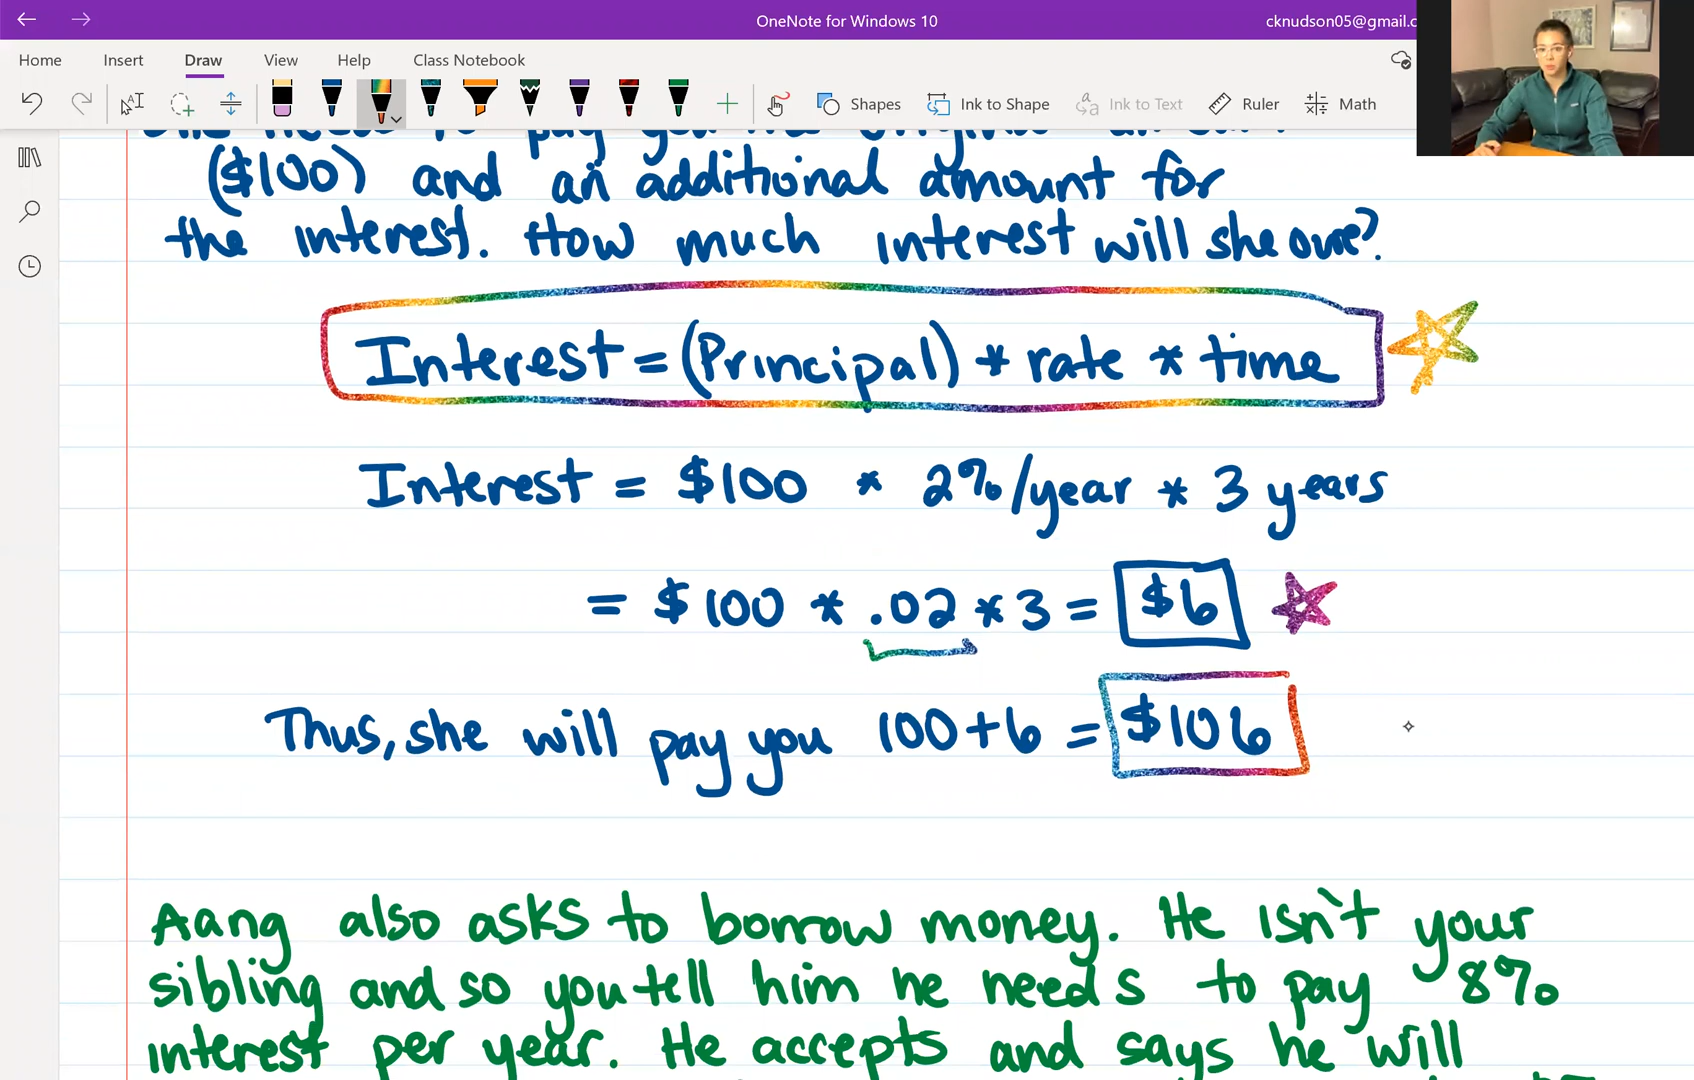 OneNote for Windows 10
cknudson05@gmail.c
Home Insert Draw View Help Class Notebook
Shapes Ink to Shape Ink to Text Ruler Math
($100) and an additional amount for
the interest. How much interest will she owe?
Interest = (Principal) * rate * time
Interest = $100 * 2%/year * 3 years
= $100 * .02 * 3 = $6
Thus, she will pay you 100+6 = $106
Aang also asks to borrow money. He isn't your
sibling and so you tell him he needs to pay 8%
interest per year. He accepts and says he will